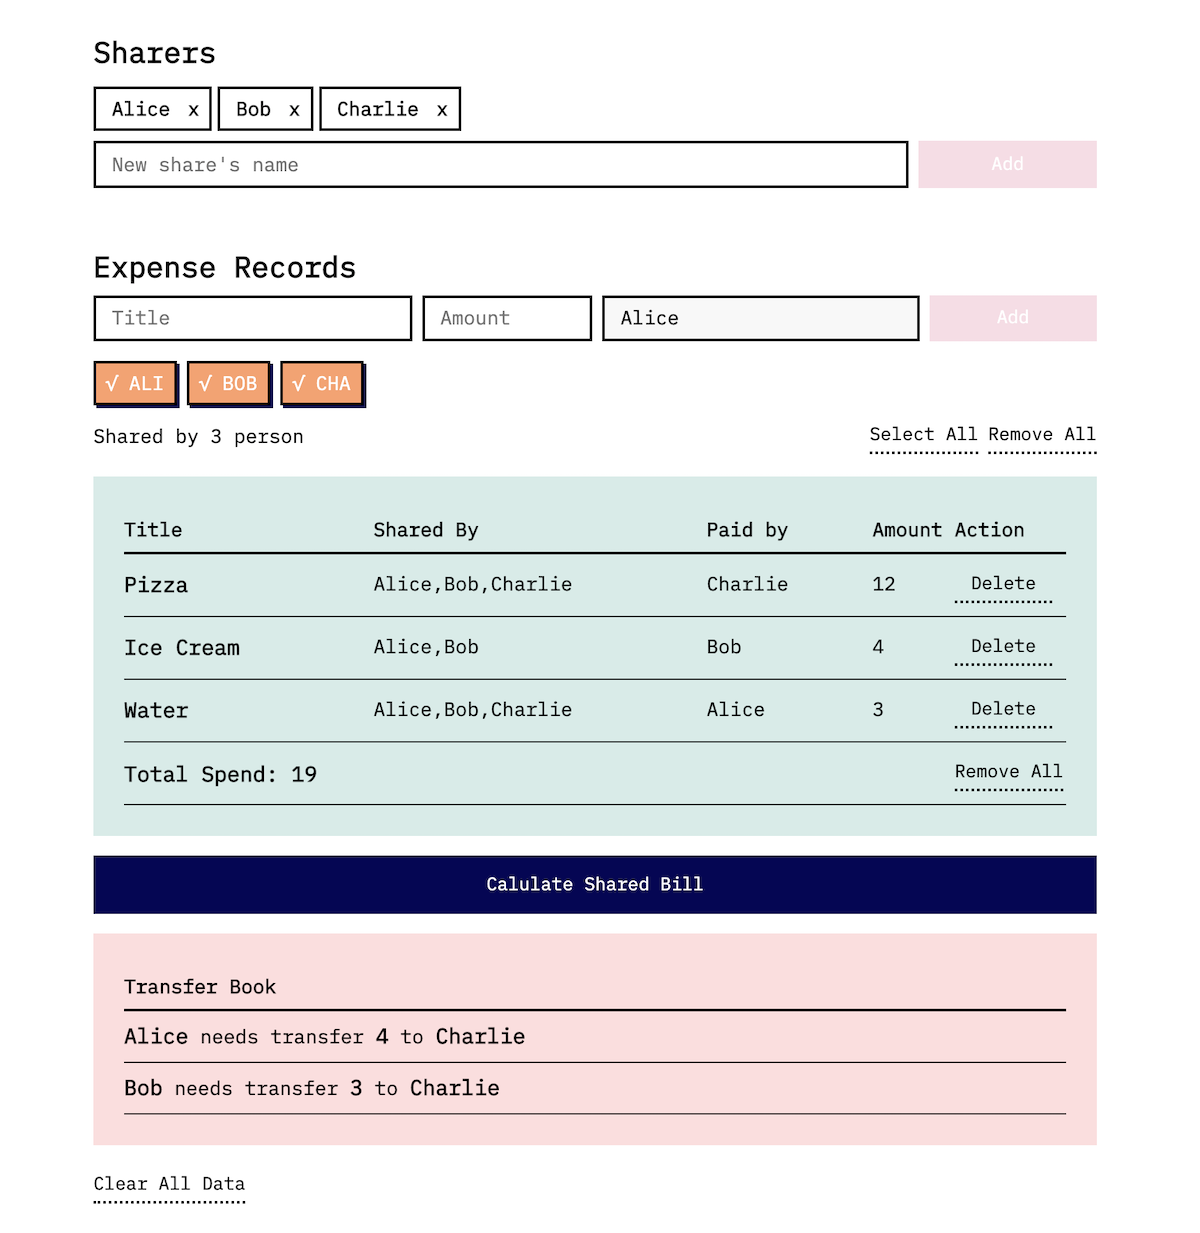 Sharers
Alice x Bob x Charlie x
New share's name Add
Expense Records
Title Amount Alice Add
√ ALI √ BOB √ CHA
Shared by 3 person Select All Remove All
Title Shared By Paid by Amount Action
Pizza Alice,Bob,Charlie Charlie 12 Delete
Ice Cream Alice,Bob Bob 4 Delete
Water Alice,Bob,Charlie Alice 3 Delete
Total Spend: 19 Remove All
Calulate Shared Bill
Transfer Book
Alice needs transfer 4 to Charlie
Bob needs transfer 3 to Charlie
Clear All Data